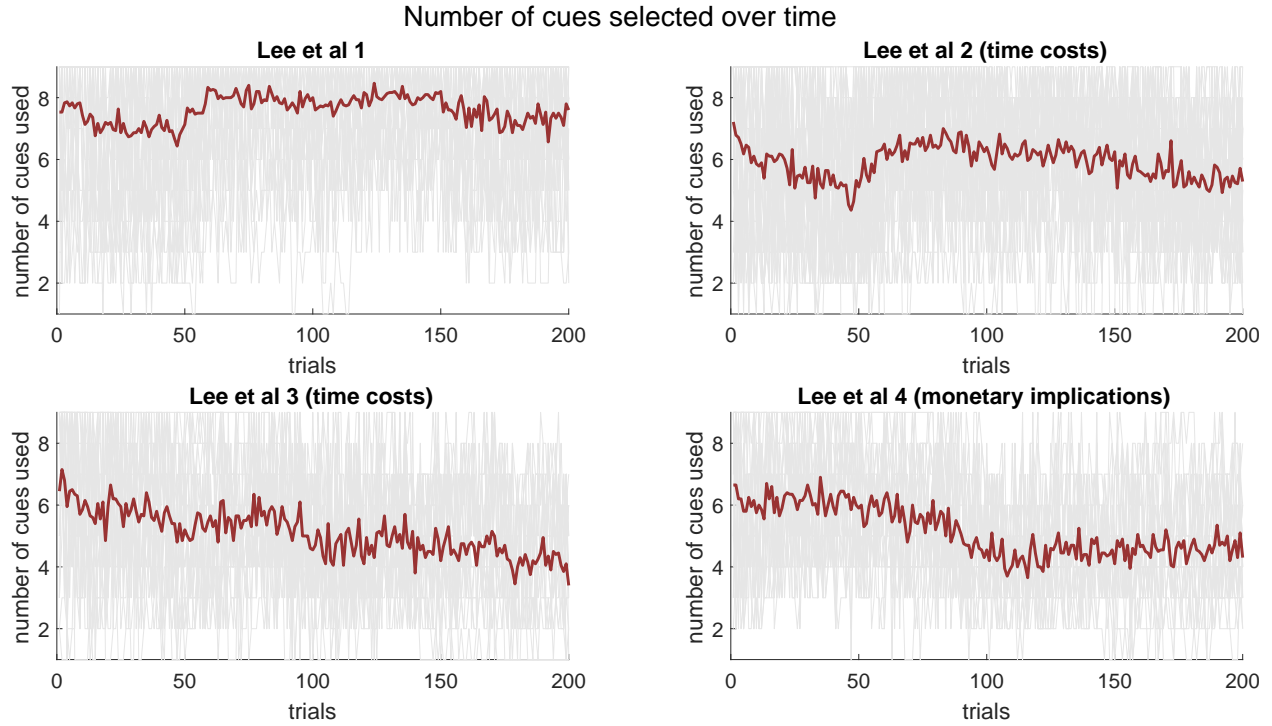 Number of cues selected over time
Lee et al 1
number of cues used
8
6
4
2
0 50 100 150 200
trials
Lee et al 2 (time costs)
number of cues used
8
6
4
2
0 50 100 150 200
trials
Lee et al 3 (time costs)
number of cues used
8
6
4
2
0 50 100 150 200
trials
Lee et al 4 (monetary implications)
number of cues used
8
6
4
2
0 50 100 150 200
trials